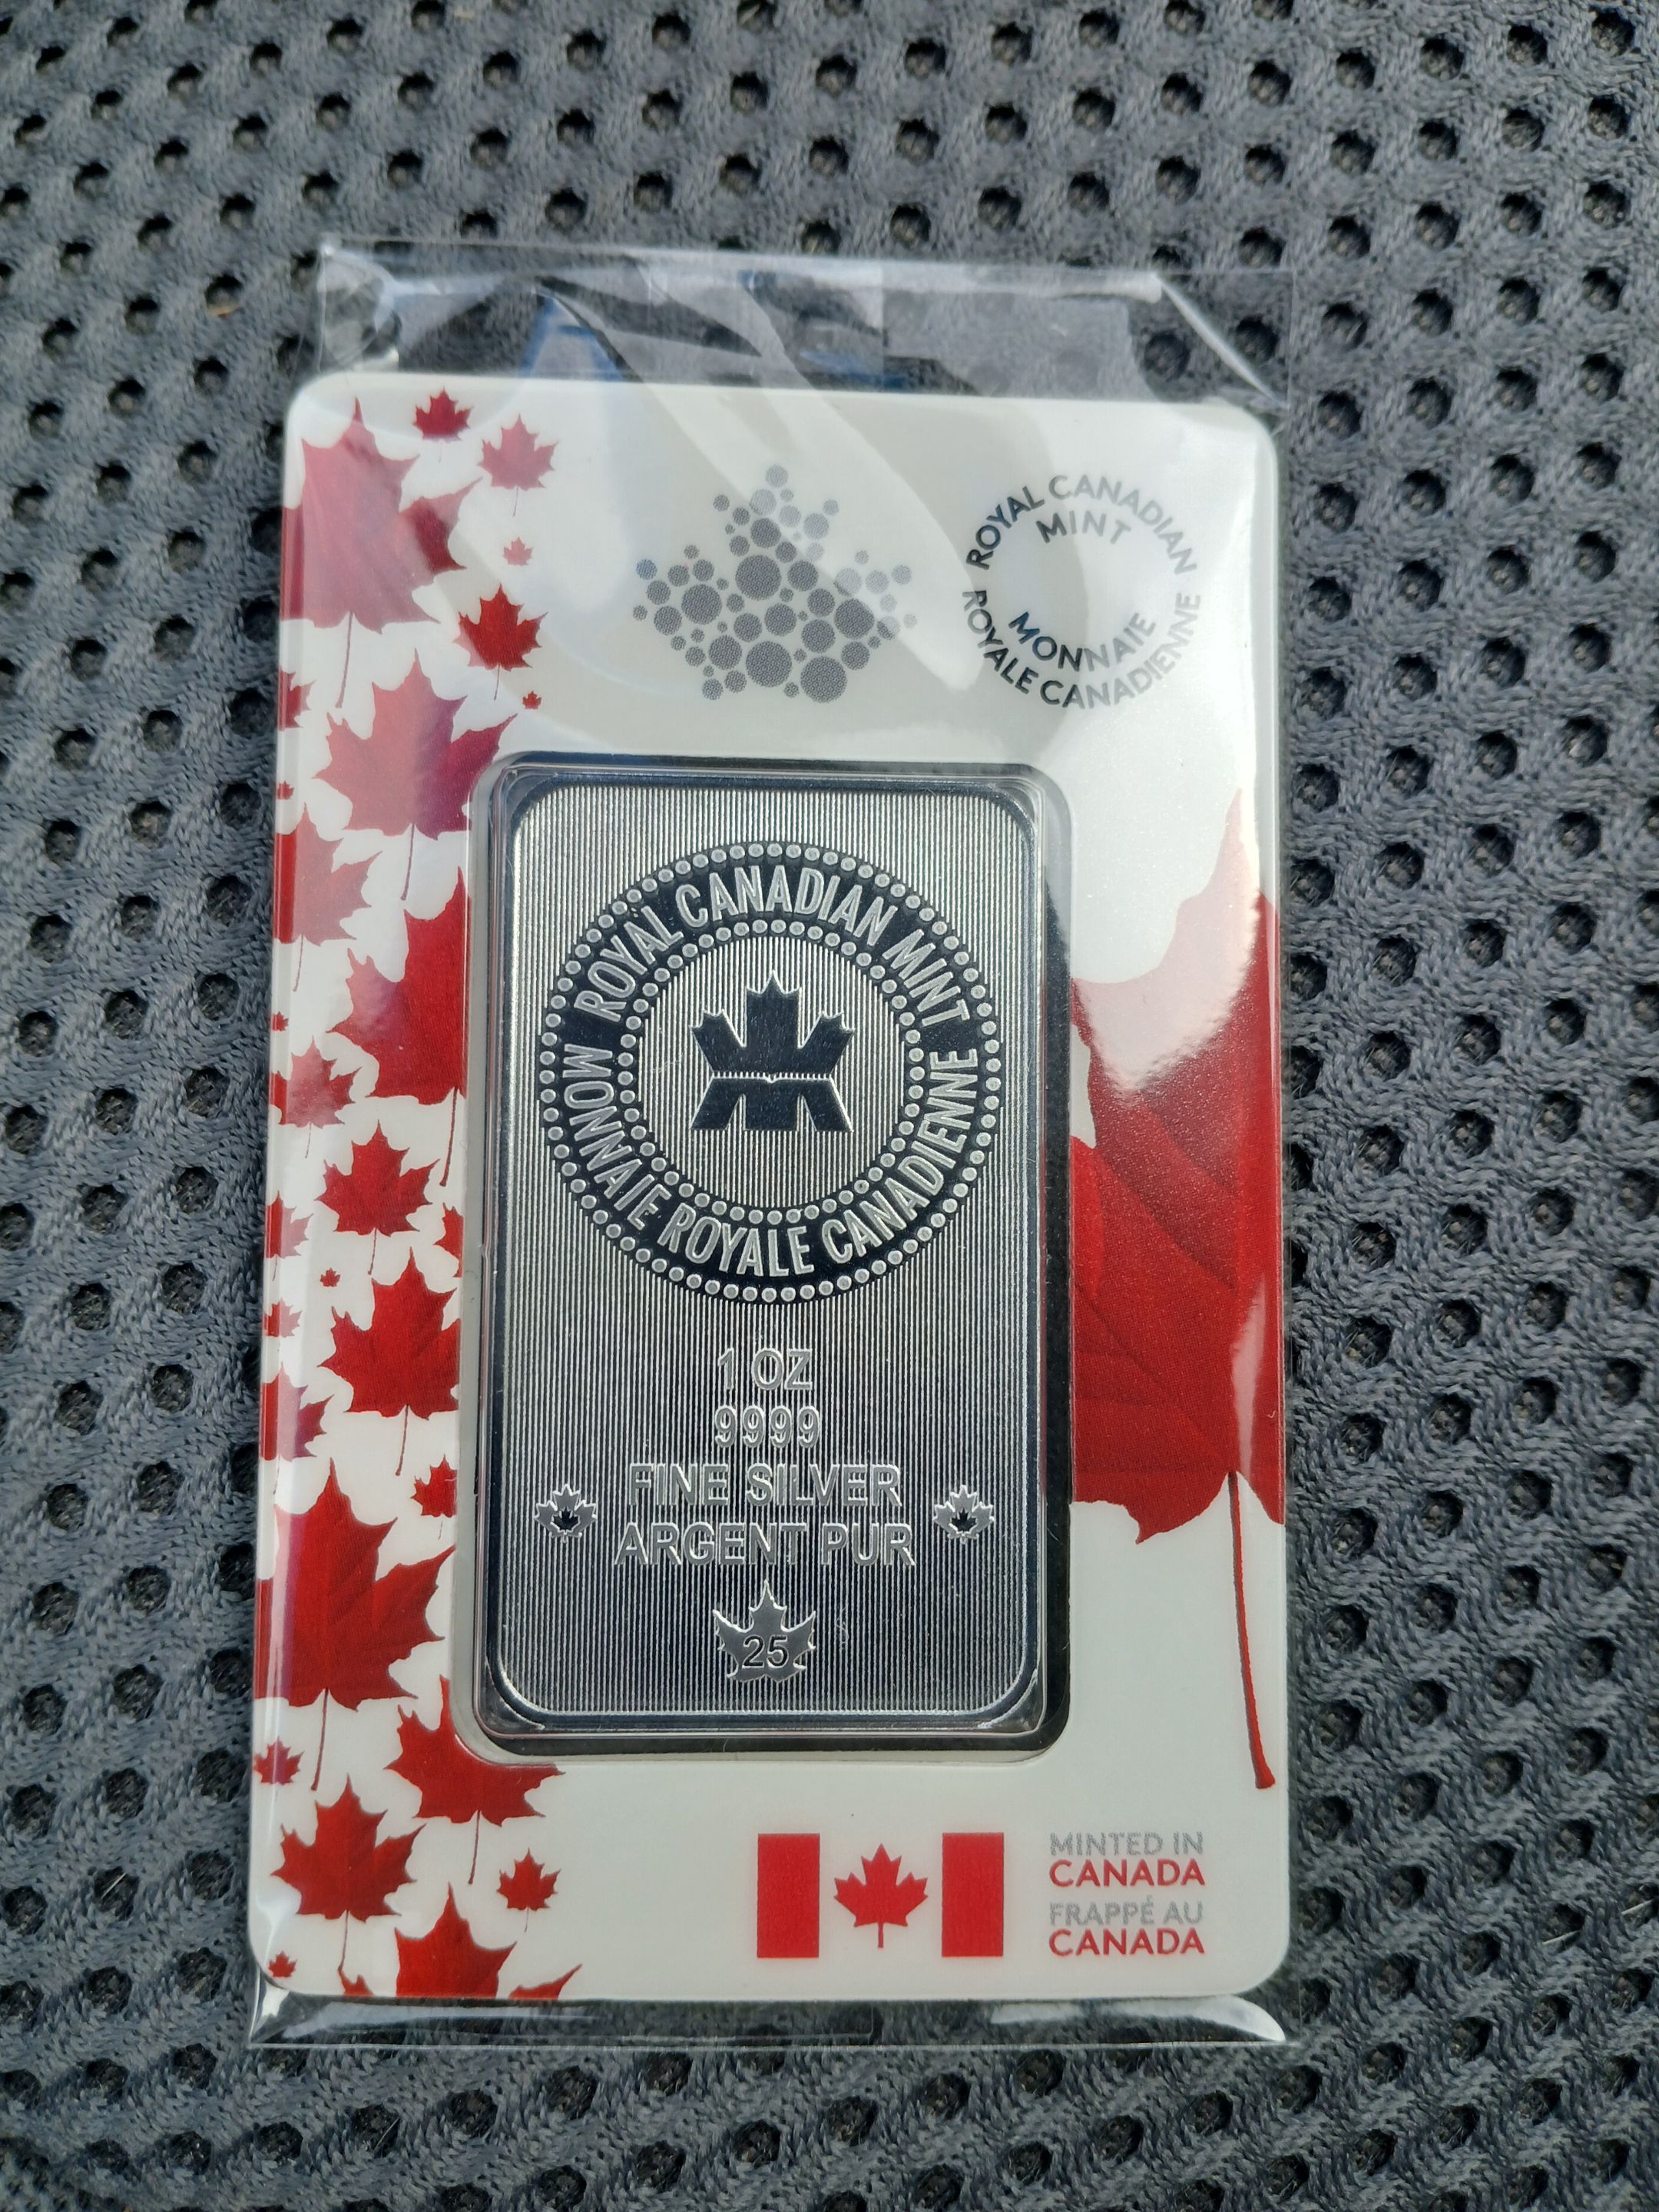 ROYAL CANADIAN
MINT
MONNAIE
ROYALE CANADIENNE
ROYAL CANADIAN MINT
MONNAIE ROYALE CANADIENNE
1 OZ
9999
FINE SILVER
ARGENT PUR
25
MINTED IN
CANADA
FRAPPÉ AU
CANADA